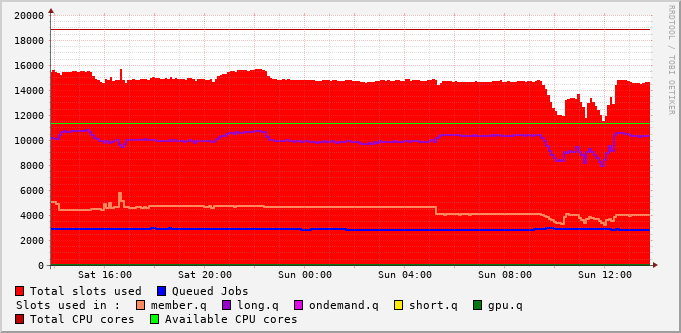 20000
18000
16000
14000
12000
10000
8000
6000
4000
2000
0
Sat 16:00 Sat 20:00 Sun 00:00 Sun 04:00 Sun 08:00 Sun 12:00
RRDTOOL / TOBI OETIKER
Total slots used Queued Jobs
Slots used in : member.q long.q ondemand.q short.q gpu.q
Total CPU cores Available CPU cores